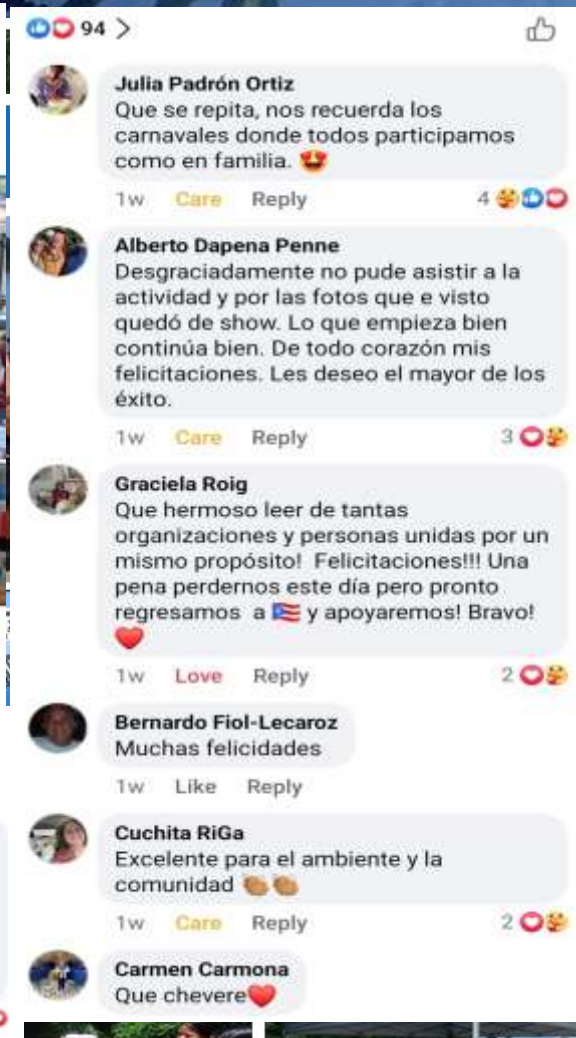 94 >
Julia Padrón Ortiz
Que se repita, nos recuerda los
carnavales donde todos participamos
como en familia. 🤩
1w Care Reply 4
Alberto Dapena Penne
Desgraciadamente no pude asistir a la
actividad y por las fotos que e visto
quedó de show. Lo que empieza bien
continúa bien. De todo corazón mis
felicitaciones. Les deseo el mayor de los
éxito.
1w Care Reply 3
Graciela Roig
Que hermoso leer de tantas
organizaciones y personas unidas por un
mismo propósito! Felicitaciones!!! Una
pena perdernos este día pero pronto
regresamos a 🇵🇷 y apoyaremos! Bravo!
❤️
1w Love Reply 2
Bernardo Fiol-Lecaroz
Muchas felicidades
1w Like Reply
Cuchita RiGa
Excelente para el ambiente y la
comunidad 👏🏽👏🏽
1w Care Reply 2
Carmen Carmona
Que chevere❤️